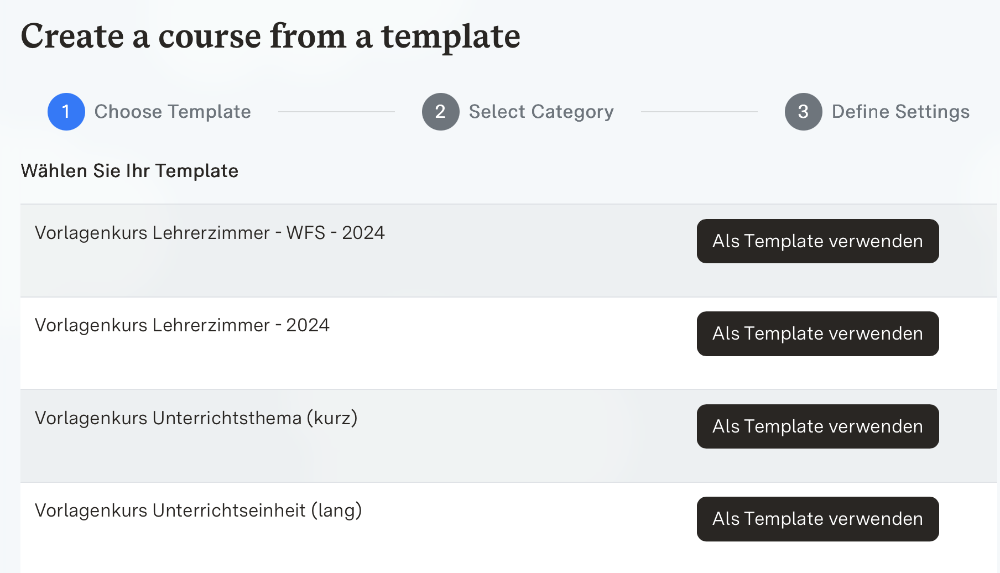 Create a course from a template
1 Choose Template
2 Select Category
3 Define Settings
Wählen Sie Ihr Template
Vorlagenkurs Lehrerzimmer - WFS - 2024
Als Template verwenden
Vorlagenkurs Lehrerzimmer - 2024
Als Template verwenden
Vorlagenkurs Unterrichtsthema (kurz)
Als Template verwenden
Vorlagenkurs Unterrichtseinheit (lang)
Als Template verwenden